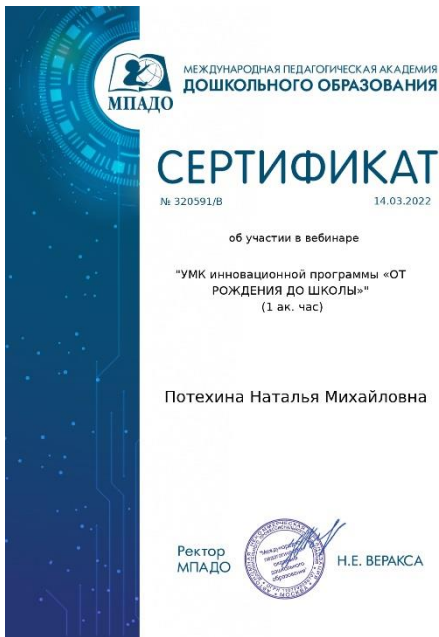 МПАДО
МЕЖДУНАРОДНАЯ ПЕДАГОГИЧЕСКАЯ АКАДЕМИЯ
ДОШКОЛЬНОГО ОБРАЗОВАНИЯ
СЕРТИФИКАТ
№ 320591/В
14.03.2022
об участии в вебинаре
"УМК инновационной программы «ОТ
РОЖДЕНИЯ ДО ШКОЛЫ»"
(1 ак. час)
Потехина Наталья Михайловна
Ректор
МПАДО
Н.Е. ВЕРАКСА